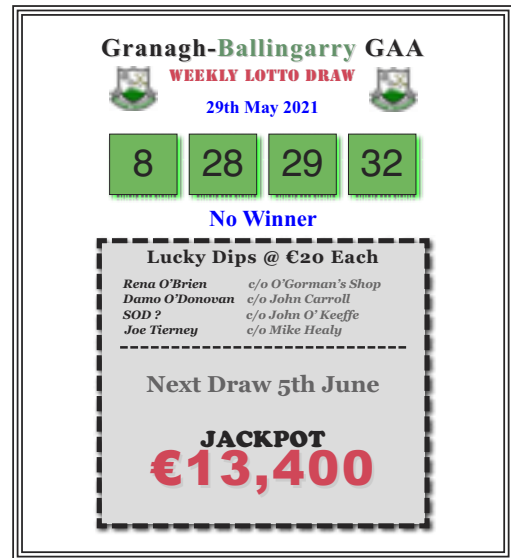 Granagh-Ballingarry GAA
WEEKLY LOTTO DRAW
29th May 2021
8 28 29 32
No Winner
Lucky Dips @ €20 Each
Rena O'Brien c/o O'Gorman's Shop
Damo O'Donovan c/o John Carroll
SOD ? c/o John O' Keeffe
Joe Tierney c/o Mike Healy
Next Draw 5th June
JACKPOT
€13,400